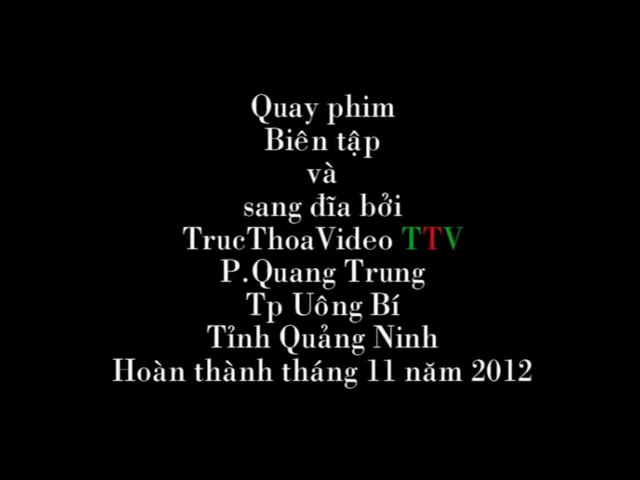 Quay phim
Biên tập
và
sang đĩa bởi
TrucThoaVideo TTV
P.Quang Trung
Tp Uông Bí
Tỉnh Quảng Ninh
Hoàn thành tháng 11 năm 2012